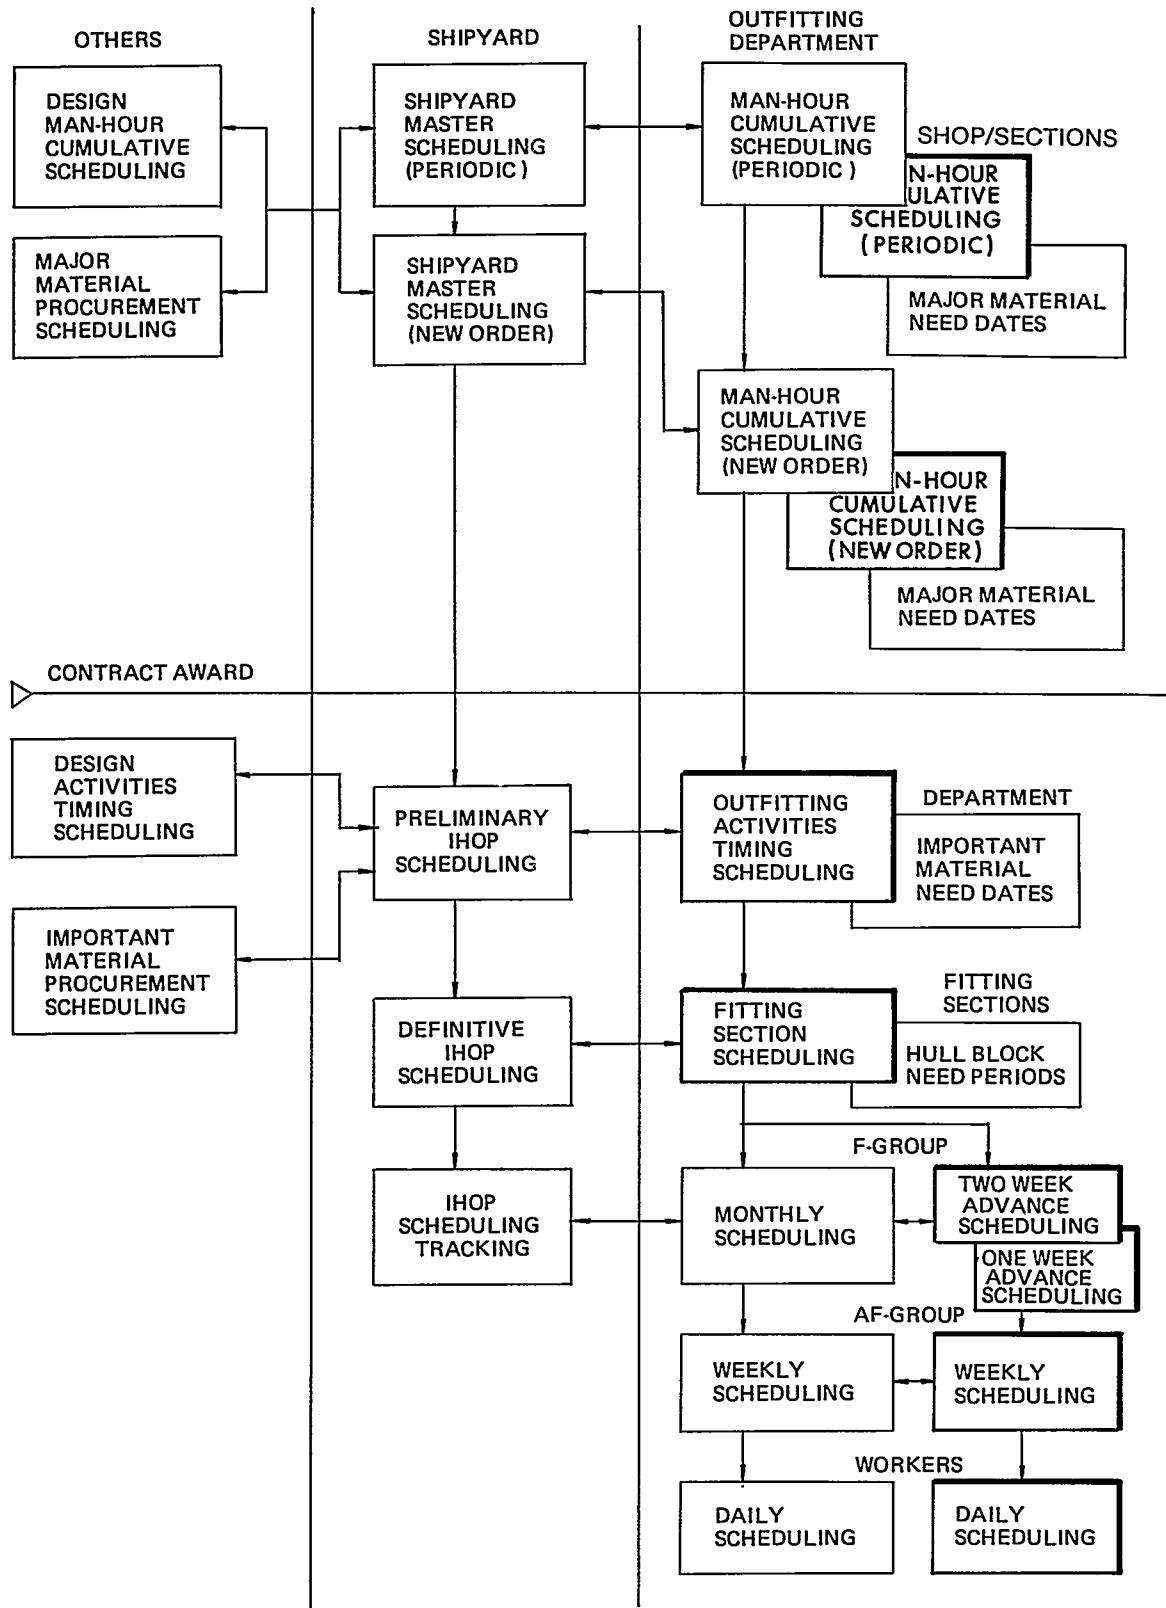 OTHERS
SHIPYARD
OUTFITTING
DEPARTMENT
DESIGN
MAN-HOUR
CUMULATIVE
SCHEDULING
SHIPYARD
MASTER
SCHEDULING
(PERIODIC)
MAN-HOUR
CUMULATIVE
SCHEDULING
(PERIODIC)
SHOP/SECTIONS
N-HOUR
ULATIVE
SCHEDULING
(PERIODIC)
MAJOR
MATERIAL
PROCUREMENT
SCHEDULING
SHIPYARD
MASTER
SCHEDULING
(NEW ORDER)
MAJOR MATERIAL
NEED DATES
MAN-HOUR
CUMULATIVE
SCHEDULING
(NEW ORDER)
N-HOUR
CUMULATIVE
SCHEDULING
(NEW ORDER)
MAJOR MATERIAL
NEED DATES
CONTRACT AWARD
DESIGN
ACTIVITIES
TIMING
SCHEDULING
PRELIMINARY
IHOP
SCHEDULING
OUTFITTING
ACTIVITIES
TIMING
SCHEDULING
DEPARTMENT
IMPORTANT
MATERIAL
NEED DATES
IMPORTANT
MATERIAL
PROCUREMENT
SCHEDULING
DEFINITIVE
IHOP
SCHEDULING
FITTING
SECTION
SCHEDULING
FITTING
SECTIONS
HULL BLOCK
NEED PERIODS
F-GROUP
IHOP
SCHEDULING
TRACKING
MONTHLY
SCHEDULING
TWO WEEK
ADVANCE
SCHEDULING
ONE WEEK
ADVANCE
SCHEDULING
AF-GROUP
WEEKLY
SCHEDULING
WEEKLY
SCHEDULING
WORKERS
DAILY
SCHEDULING
DAILY
SCHEDULING